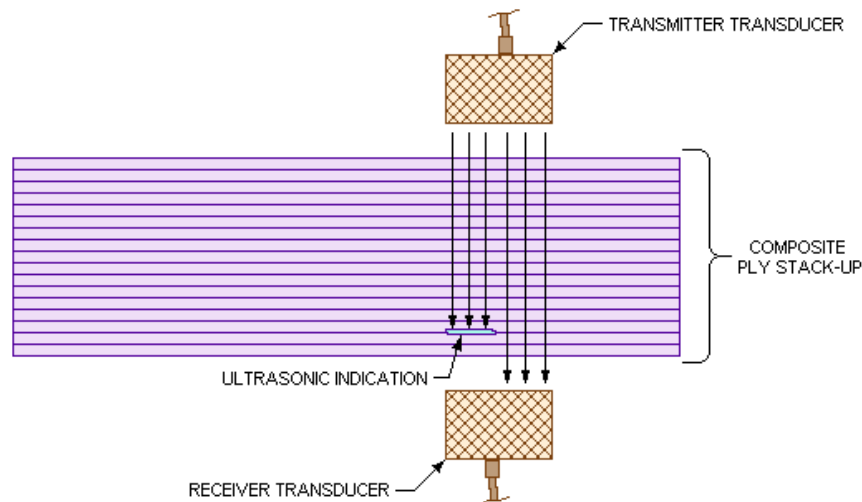 TRANSMITTER TRANSDUCER
COMPOSITE
PLY STACK-UP
ULTRASONIC INDICATION
RECEIVER TRANSDUCER